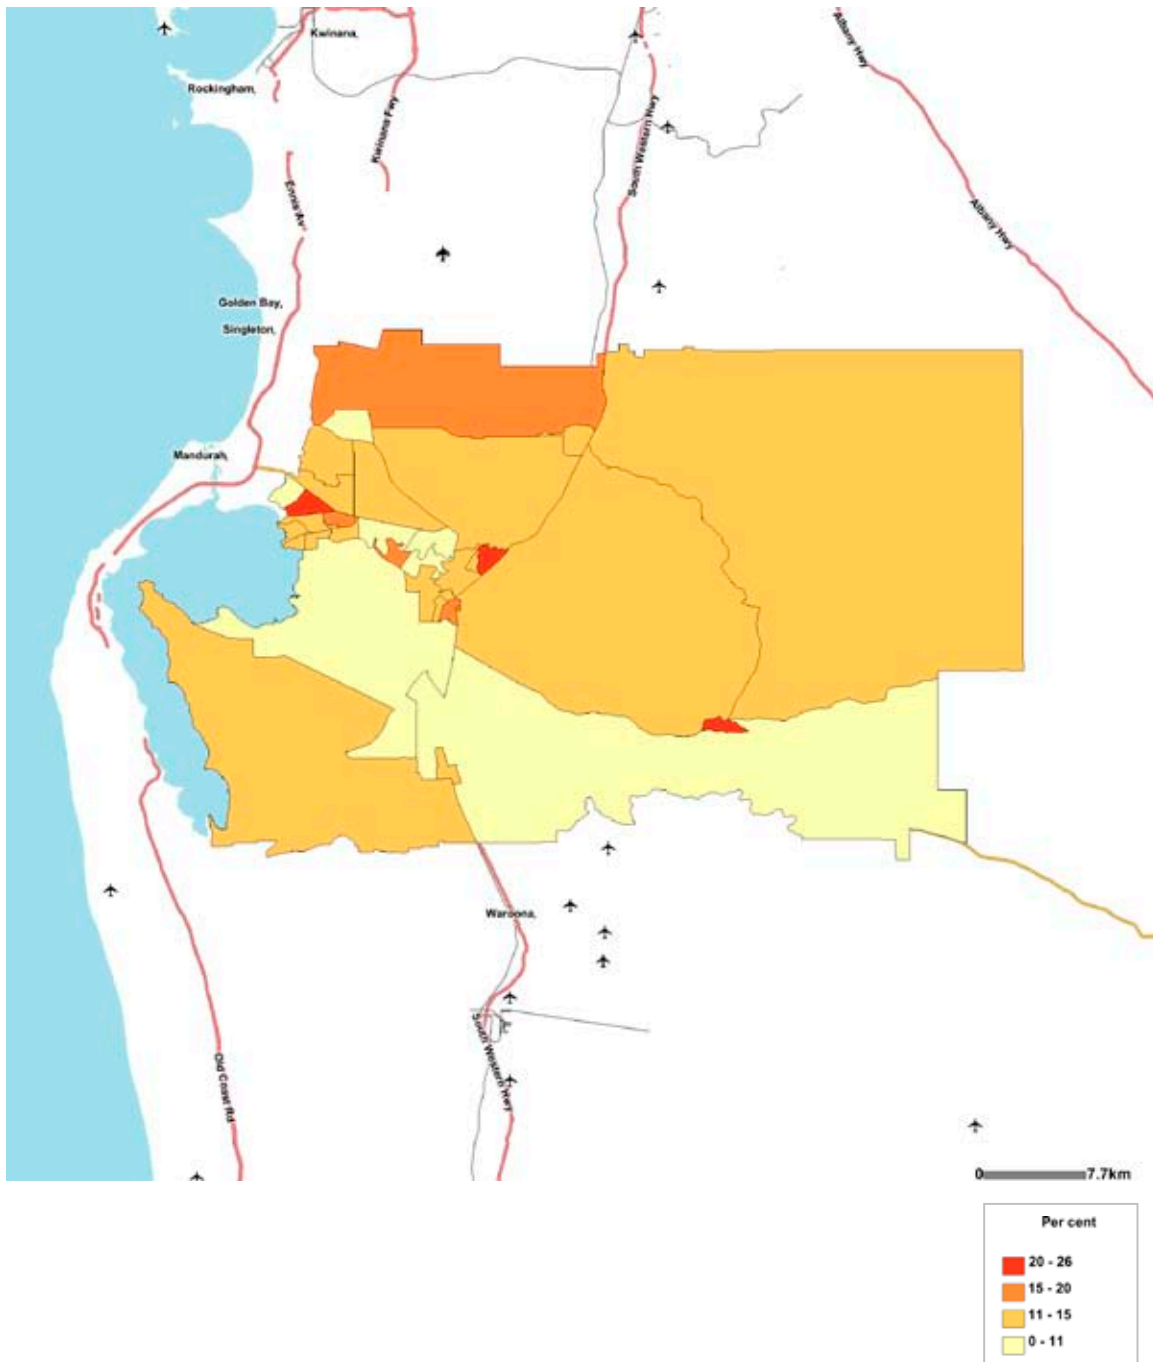 Kwinana,
Albany Hwy
Rockingham,
Kwinana Fwy
South Western Hwy
Ennis Av
Albany Hwy
Golden Bay,
Singleton,
Mandurah,
Waroona,
South Western Hwy
Old Coast Rd
0 7.7km
Per cent
20 - 26
15 - 20
11 - 15
0 - 11